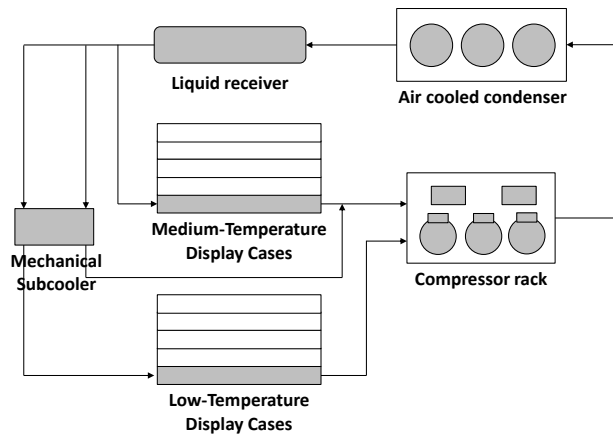 Liquid receiver
Air cooled condenser
Medium-Temperature
Display Cases
Mechanical
Subcooler
Compressor rack
Low-Temperature
Display Cases